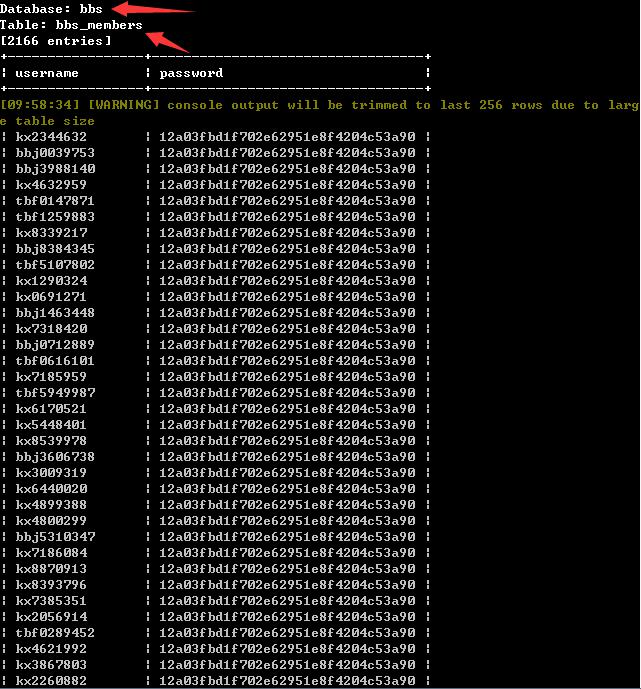 Database: bbs
Table: bbs_members
[2166 entries]
+-----------------+----------------------------------+
| username | password |
+-----------------+----------------------------------+
[09:58:34] [WARNING] console output will be trimmed to last 256 rows due to larg
e table size
| kx2344632 | 12a03fbd1f702e62951e8f4204c53a90 |
| bbj0039753 | 12a03fbd1f702e62951e8f4204c53a90 |
| bbj3988140 | 12a03fbd1f702e62951e8f4204c53a90 |
| kx4632959 | 12a03fbd1f702e62951e8f4204c53a90 |
| tbf0147871 | 12a03fbd1f702e62951e8f4204c53a90 |
| tbf1259883 | 12a03fbd1f702e62951e8f4204c53a90 |
| kx8339217 | 12a03fbd1f702e62951e8f4204c53a90 |
| bbj8384345 | 12a03fbd1f702e62951e8f4204c53a90 |
| tbf5107802 | 12a03fbd1f702e62951e8f4204c53a90 |
| kx1290324 | 12a03fbd1f702e62951e8f4204c53a90 |
| kx0691271 | 12a03fbd1f702e62951e8f4204c53a90 |
| bbj1463448 | 12a03fbd1f702e62951e8f4204c53a90 |
| kx7318420 | 12a03fbd1f702e62951e8f4204c53a90 |
| bbj0712889 | 12a03fbd1f702e62951e8f4204c53a90 |
| tbf0616101 | 12a03fbd1f702e62951e8f4204c53a90 |
| kx7185959 | 12a03fbd1f702e62951e8f4204c53a90 |
| tbf5949987 | 12a03fbd1f702e62951e8f4204c53a90 |
| kx6170521 | 12a03fbd1f702e62951e8f4204c53a90 |
| kx5448401 | 12a03fbd1f702e62951e8f4204c53a90 |
| kx8539978 | 12a03fbd1f702e62951e8f4204c53a90 |
| bbj3606738 | 12a03fbd1f702e62951e8f4204c53a90 |
| kx3009319 | 12a03fbd1f702e62951e8f4204c53a90 |
| kx6440020 | 12a03fbd1f702e62951e8f4204c53a90 |
| kx4899388 | 12a03fbd1f702e62951e8f4204c53a90 |
| kx4800299 | 12a03fbd1f702e62951e8f4204c53a90 |
| bbj5310347 | 12a03fbd1f702e62951e8f4204c53a90 |
| kx7186084 | 12a03fbd1f702e62951e8f4204c53a90 |
| kx8870913 | 12a03fbd1f702e62951e8f4204c53a90 |
| kx8393796 | 12a03fbd1f702e62951e8f4204c53a90 |
| kx7385351 | 12a03fbd1f702e62951e8f4204c53a90 |
| kx2056914 | 12a03fbd1f702e62951e8f4204c53a90 |
| tbf0289452 | 12a03fbd1f702e62951e8f4204c53a90 |
| kx4621992 | 12a03fbd1f702e62951e8f4204c53a90 |
| kx3867803 | 12a03fbd1f702e62951e8f4204c53a90 |
| kx2260882 | 12a03fbd1f702e62951e8f4204c53a90 |